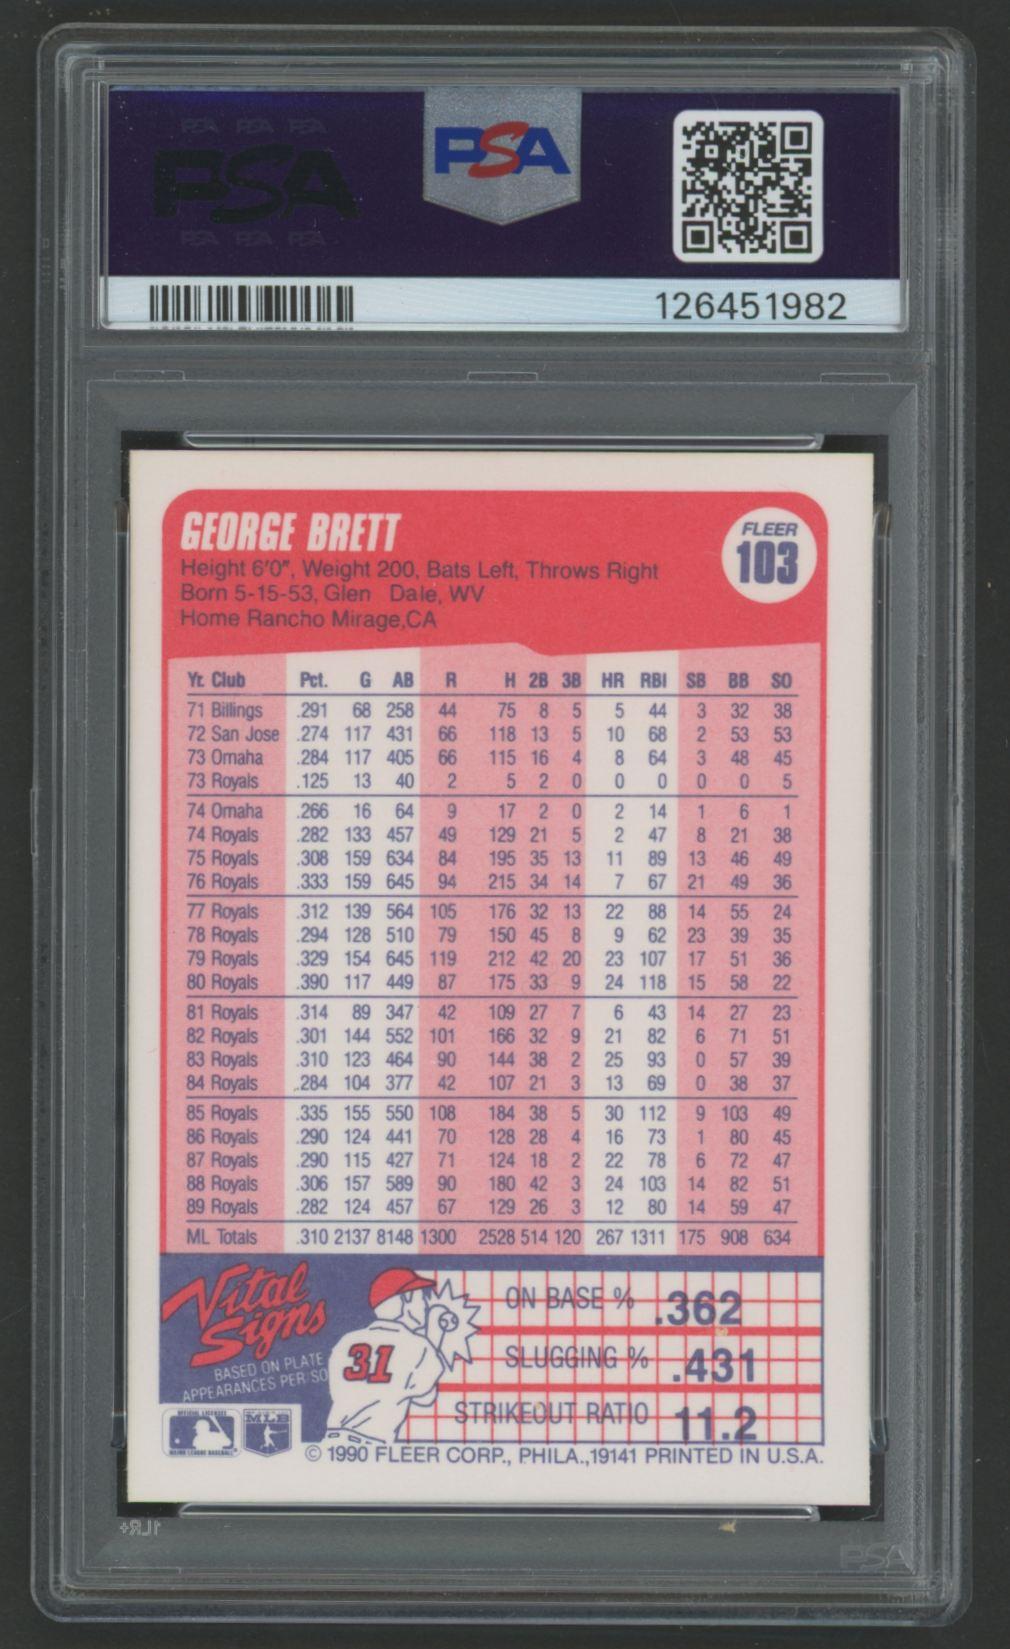 PSA PSA PSA
PSA
PSA PSA PSA
PSA
126451982
GEORGE BRETT
FLEER
103
Height 6'0", Weight 200, Bats Left, Throws Right
Born 5-15-53, Glen Dale, WV
Home Rancho Mirage,CA
Yr. Club Pct. G AB R H 2B 3B HR RBI SB BB SO
71 Billings .291 68 258 44 75 8 5 5 44 3 32 38
72 San Jose .274 117 431 66 118 13 5 10 68 2 53 53
73 Omaha .284 117 405 66 115 16 4 8 64 3 48 45
73 Royals .125 13 40 2 5 2 0 0 0 0 0 5
74 Omaha .266 16 64 9 17 2 0 2 14 1 6 1
74 Royals .282 133 457 49 129 21 5 2 47 8 21 38
75 Royals .308 159 634 84 195 35 13 11 89 13 46 49
76 Royals .333 159 645 94 215 34 14 7 67 21 49 36
77 Royals .312 139 564 105 176 32 13 22 88 14 55 24
78 Royals .294 128 510 79 150 45 8 9 62 23 39 35
79 Royals .329 154 645 119 212 42 20 23 107 17 51 36
80 Royals .390 117 449 87 175 33 9 24 118 15 58 22
81 Royals .314 89 347 42 109 27 7 6 43 14 27 23
82 Royals .301 144 552 101 166 32 9 21 82 6 71 51
83 Royals .310 123 464 90 144 38 2 25 93 0 57 39
84 Royals .284 104 377 42 107 21 3 13 69 0 38 37
85 Royals .335 155 550 108 184 38 5 30 112 9 103 49
86 Royals .290 124 441 70 128 28 4 16 73 1 80 45
87 Royals .290 115 427 71 124 18 2 22 78 6 72 47
88 Royals .306 157 589 90 180 42 3 24 103 14 82 51
89 Royals .282 124 457 67 129 26 3 12 80 14 59 47
ML Totals .310 2137 8148 1300 2528 514 120 267 1311 175 908 634
Vital
Signs
BASED ON PLATE
APPEARANCES PER SO
31
ON BASE % .362
SLUGGING % .431
STRIKEOUT RATIO 11.2
OFFICIAL LICENSEE
MAJOR LEAGUE BASEBALL
MLB
© 1990 FLEER CORP., PHILA.,19141 PRINTED IN U.S.A.
1LR+
PSA